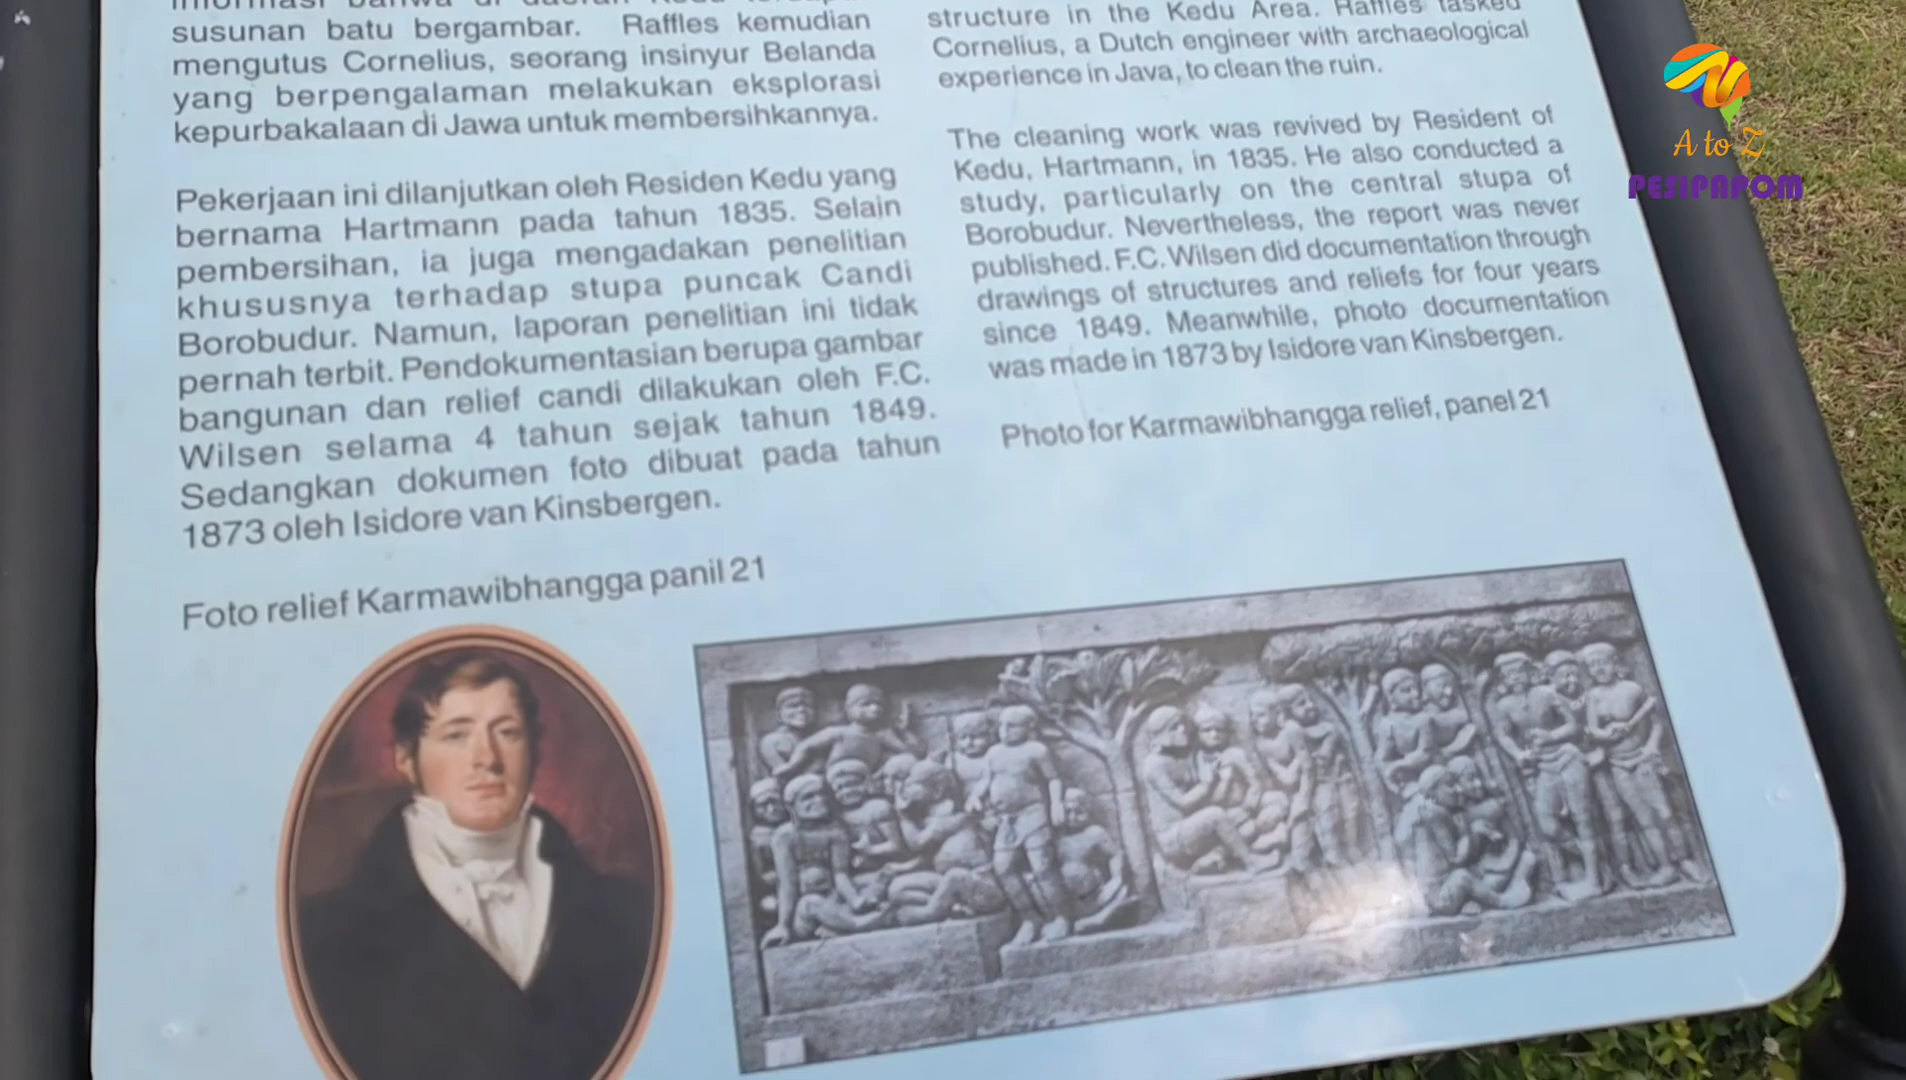 susunan batu bergambar. Raffles kemudian
mengutus Cornelius, seorang insinyur Belanda
yang berpengalaman melakukan eksplorasi
kepurbakalaan di Jawa untuk membersihkannya.
Pekerjaan ini dilanjutkan oleh Residen Kedu yang
bernama Hartmann pada tahun 1835. Selain
pembersihan, ia juga mengadakan penelitian
khususnya terhadap stupa puncak Candi
Borobudur. Namun, laporan penelitian ini tidak
pernah terbit. Pendokumentasian berupa gambar
bangunan dan relief candi dilakukan oleh F.C.
Wilsen selama 4 tahun sejak tahun 1849.
Sedangkan dokumen foto dibuat pada tahun
1873 oleh Isidore van Kinsbergen.
Foto relief Karmawibhangga panil 21
structure in the Kedu Area. Raffles tasked
Cornelius, a Dutch engineer with archaeological
experience in Java, to clean the ruin.
The cleaning work was revived by Resident of
Kedu, Hartmann, in 1835. He also conducted a
study, particularly on the central stupa of
Borobudur. Nevertheless, the report was never
published. F.C. Wilsen did documentation through
drawings of structures and reliefs for four years
since 1849. Meanwhile, photo documentation
was made in 1873 by Isidore van Kinsbergen.
Photo for Karmawibhangga relief, panel 21
A to Z
PESIPAPOM